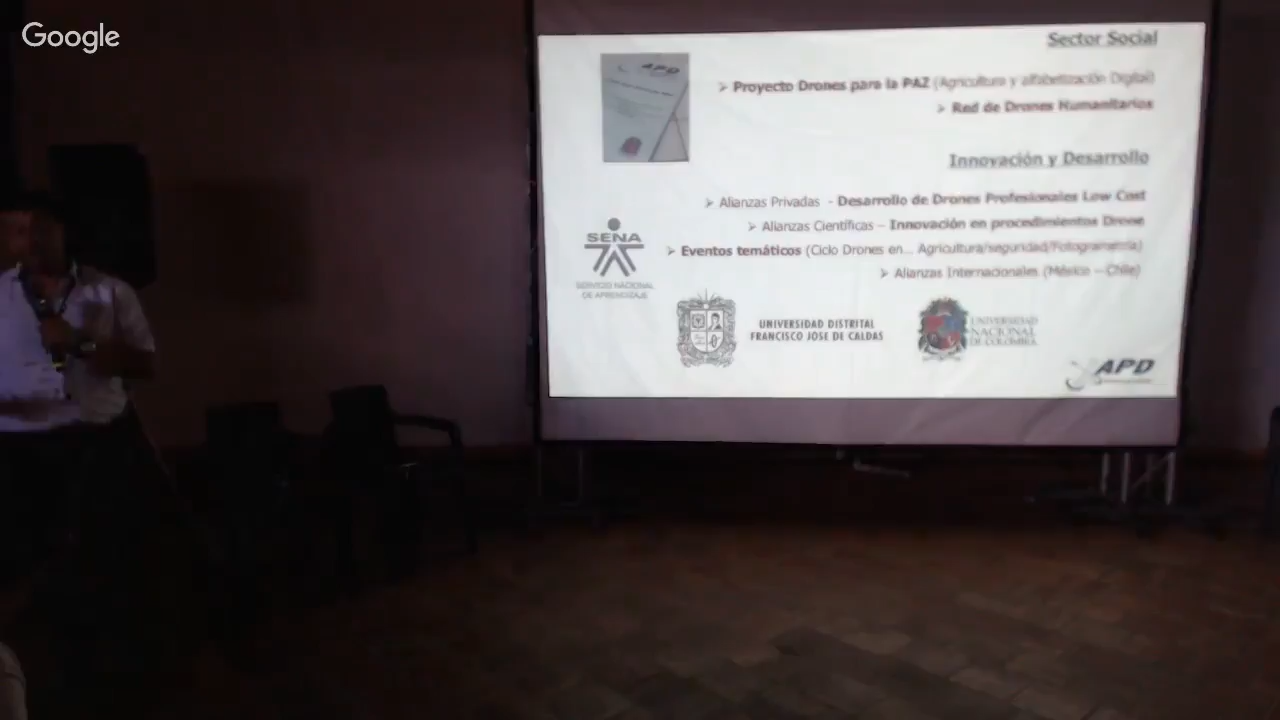 Google
Sector Social
➢ Proyecto Drones para la PAZ (Agricultura y alfabetización Digital)
➢ Red de Drones Humanitarios
Innovación y Desarrollo
➢ Alianzas Privadas - Desarrollo de Drones Profesionales Low Cost
➢ Alianzas Científicas – Innovación en procedimientos Drone
➢ Eventos temáticos (Ciclo Drones en... Agricultura/seguridad/Fotogrametría)
➢ Alianzas Internacionales (México – Chile)
APD
SENA
SERVICIO NACIONAL
DE APRENDIZAJE
UNIVERSIDAD DISTRITAL
FRANCISCO JOSE DE CALDAS
UNIVERSIDAD
NACIONAL
DE COLOMBIA
APD